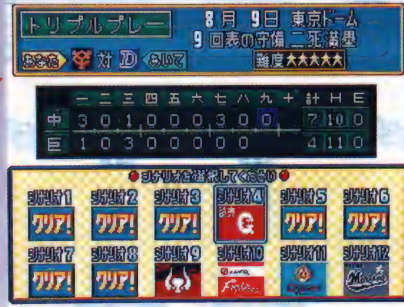 トリプルプレー
8月 9日 東京ドーム
9回表の守備 二死満塁
あなた 対 D あいて
難度★★★★★
一 二 三 四 五 六 七 八 九 十 計 H E
中 3 0 1 0 0 0 3 0 0 7 10 0
巨 1 0 3 0 0 0 0 0 4 11 0
シナリオを選択してください
シナリオ1 シナリオ2 シナリオ3 シナリオ4 シナリオ5 シナリオ6
クリア! クリア! クリア! G クリア! クリア!
シナリオ7 シナリオ8 シナリオ9 シナリオ10 シナリオ11 シナリオ12
クリア! クリア! Fighters Marines